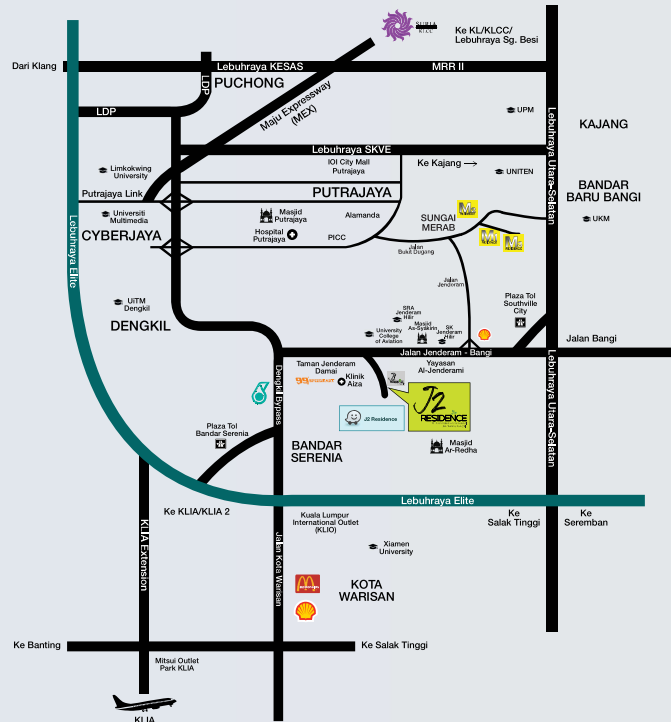 SURIA
KLCC
Ke KL/KLCC/
Lebuhraya Sg. Besi
Dari Klang
Lebuhraya KESAS
MRR II
LDP
PUCHONG
LDP
Maju Expressway
(MEX)
UPM
KAJANG
Lebuhraya Utara-Selatan
Lebuhraya SKVE
IOI City Mall
Putrajaya
Ke Kajang
Limkokwing
University
UNITEN
Putrajaya Link
PUTRAJAYA
BANDAR
BARU BANGI
Universiti
Multimedia
Masjid
Putrajaya
Alamanda
SUNGAI
MERAB
UKM
CYBERJAYA
Hospital
Putrajaya
PICC
Jalan
Bukit Dugang
Lebuhraya Elite
Jalan
Jenderam
UiTM
Dengkil
Plaza Tol
Southville
City
DENGKIL
SRA
Jenderam
Hilir
University
College
of Aviation
Masjid
As-Syakirin
SK
Jenderam
Hilir
Jalan Bangi
Jalan Jenderam - Bangi
Dengkil Bypass
Taman Jenderam
Damai
Klinik
Aiza
Yayasan
Al-Jenderami
Lebuhraya Utara-Selatan
99 SPEEDMART
J2 Residence
J2
RESIDENCE
Plaza Tol
Bandar Serenia
BANDAR
SERENIA
Masjid
Ar-Redha
Lebuhraya Elite
Ke KLIA/KLIA 2
Kuala Lumpur
International Outlet
(KLIO)
Ke
Salak Tinggi
Ke
Seremban
KLIA Extension
Jalan Kota Warisan
Xiamen
University
KOTA
WARISAN
Ke Banting
Ke Salak Tinggi
Mitsui Outlet
Park KLIA
KLIA